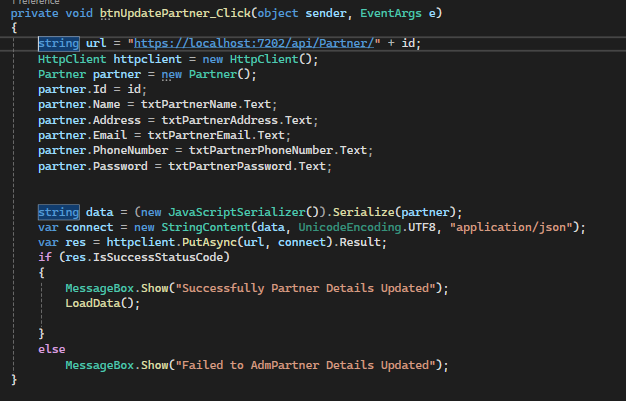 1 reference
private void btnUpdatePartner_Click(object sender, EventArgs e)
{
string url = "https://localhost:7202/api/Partner/" + id;
HttpClient httpclient = new HttpClient();
Partner partner = new Partner();
partner.Id = id;
partner.Name = txtPartnerName.Text;
partner.Address = txtPartnerAddress.Text;
partner.Email = txtPartnerEmail.Text;
partner.PhoneNumber = txtPartnerPhoneNumber.Text;
partner.Password = txtPartnerPassword.Text;
string data = (new JavaScriptSerializer()).Serialize(partner);
var connect = new StringContent(data, UnicodeEncoding.UTF8, "application/json");
var res = httpclient.PutAsync(url, connect).Result;
if (res.IsSuccessStatusCode)
{
MessageBox.Show("Successfully Partner Details Updated");
LoadData();
}
else
MessageBox.Show("Failed to AdmPartner Details Updated");
}